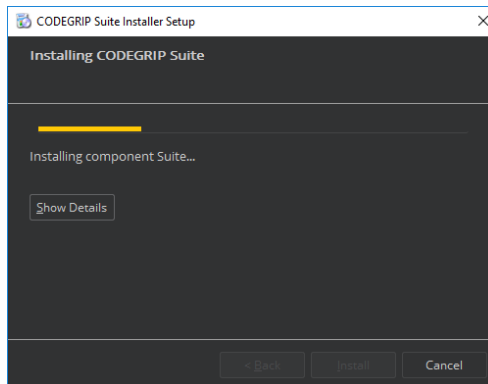 CODEGRIP Suite Installer Setup
Installing CODEGRIP Suite
Installing component Suite...
Show Details
< Back
Install
Cancel